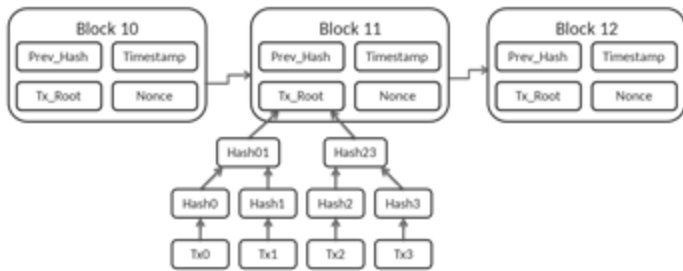 Block 10
Block 11
Block 12
Prev_Hash Timestamp
Prev_Hash Timestamp
Prev_Hash Timestamp
Tx_Root Nonce
Tx_Root Nonce
Tx_Root Nonce
Hash01 Hash23
Hash0 Hash1 Hash2 Hash3
Tx0 Tx1 Tx2 Tx3